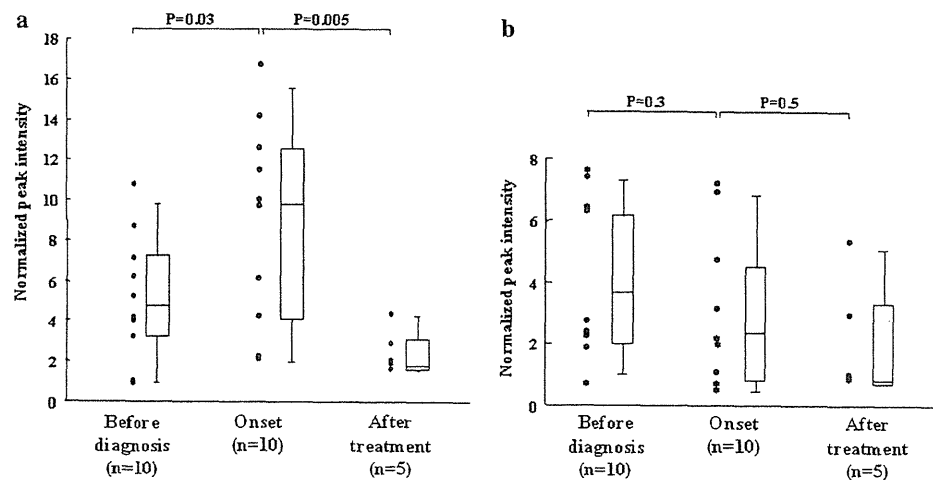 a
P=0.03
P=0.005
Normalized peak intensity
18
16
14
12
10
8
6
4
2
0
Before
diagnosis
(n=10)
Onset
(n=10)
After
treatment
(n=5)
b
P=0.3
P=0.5
Normalized peak intensity
8
6
4
2
0
Before
diagnosis
(n=10)
Onset
(n=10)
After
treatment
(n=5)